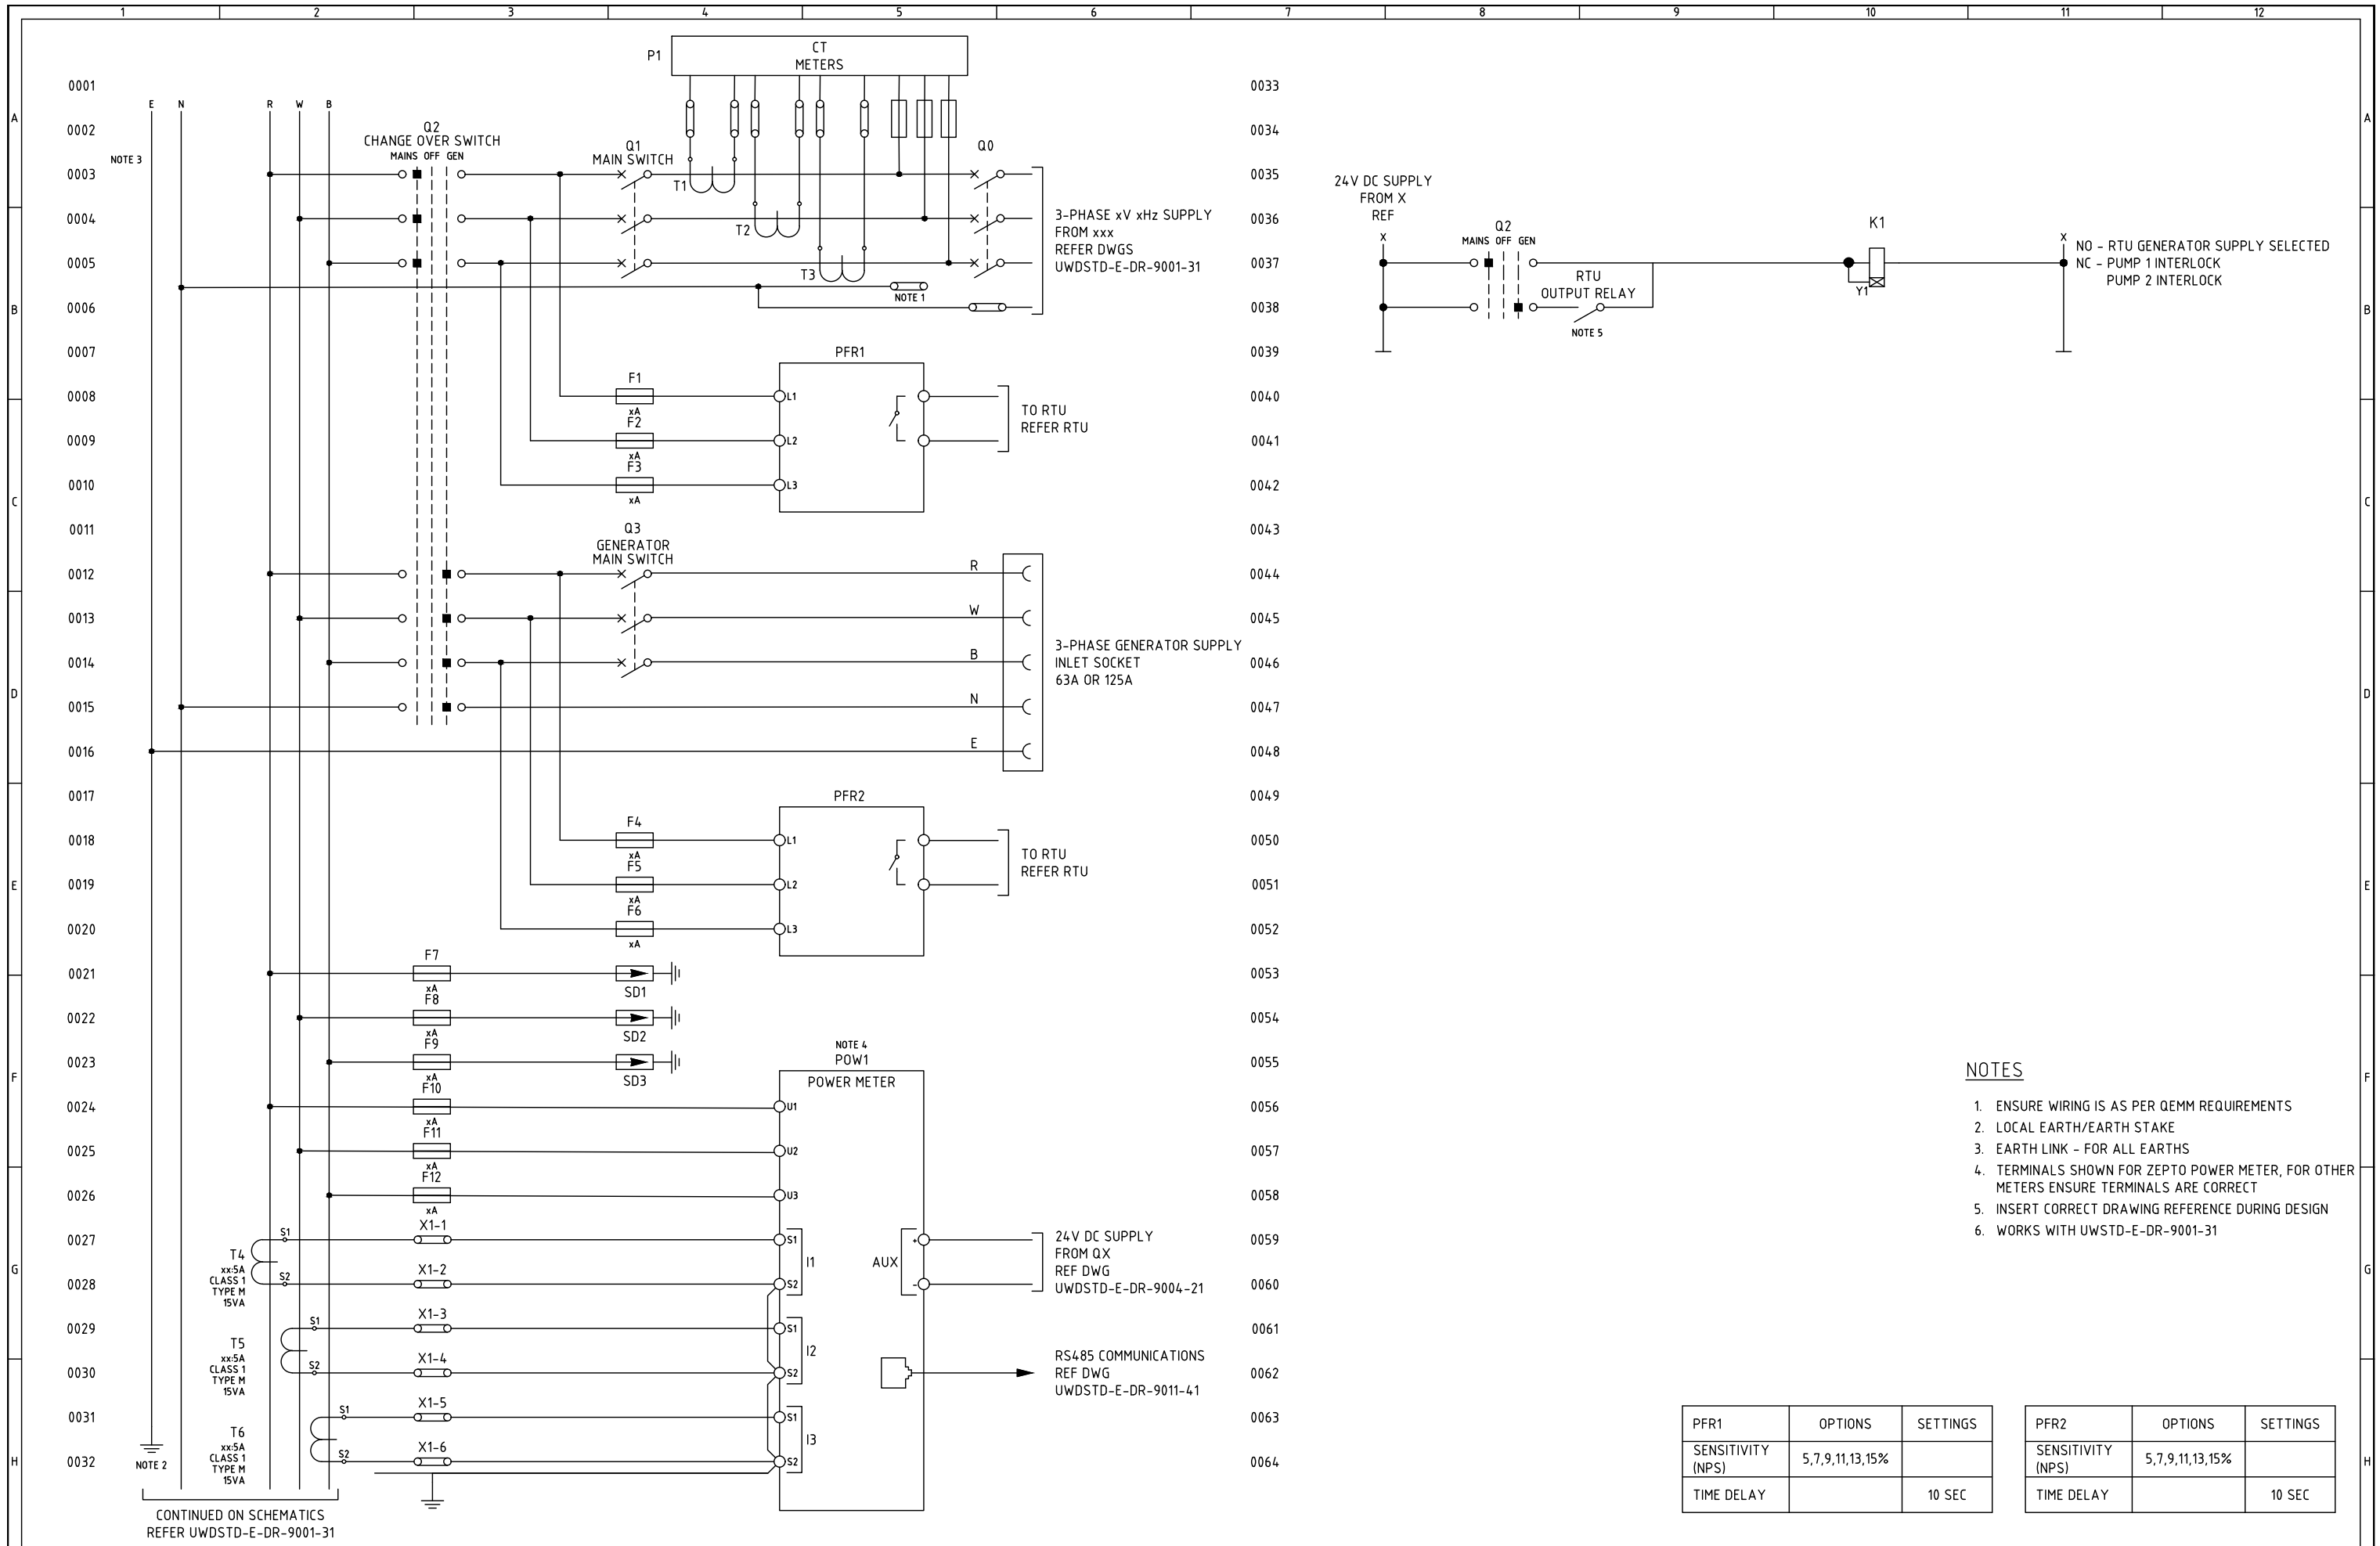 1 2 3 4 5 6 7 8 9 10 11 12
A
B
C
D
E
F
G
H
A
B
C
D
E
F
G
H
0001
0002
0003
0004
0005
0006
0007
0008
0009
0010
0011
0012
0013
0014
0015
0016
0017
0018
0019
0020
0021
0022
0023
0024
0025
0026
0027
0028
0029
0030
0031
0032
E N R W B
NOTE 3
Q2
CHANGE OVER SWITCH
MAINS OFF GEN
Q1
MAIN SWITCH
P1
CT
METERS
T1
T2
T3
Q0
NOTE 1
3-PHASE xV xHz SUPPLY
FROM xxx
REFER DWGS
UWDSTD-E-DR-9001-31
PFR1
F1
xA
F2
xA
F3
xA
L1
L2
L3
TO RTU
REFER RTU
Q3
GENERATOR
MAIN SWITCH
R
W
B
N
E
3-PHASE GENERATOR SUPPLY
INLET SOCKET
63A OR 125A
PFR2
F4
xA
F5
xA
F6
xA
L1
L2
L3
TO RTU
REFER RTU
F7
xA
F8
xA
F9
xA
F10
xA
F11
xA
F12
xA
SD1
SD2
SD3
NOTE 4
POW1
POWER METER
U1
U2
U3
X1-1
X1-2
X1-3
X1-4
X1-5
X1-6
S1
S2
T4
xx:5A
CLASS 1
TYPE M
15VA
S1
S2
T5
xx:5A
CLASS 1
TYPE M
15VA
S1
S2
T6
xx:5A
CLASS 1
TYPE M
15VA
S1
S2
I1
S1
S2
I2
S1
S2
I3
AUX
+
-
24V DC SUPPLY
FROM QX
REF DWG
UWDSTD-E-DR-9004-21
RS485 COMMUNICATIONS
REF DWG
UWDSTD-E-DR-9011-41
NOTE 2
CONTINUED ON SCHEMATICS
REFER UWDSTD-E-DR-9001-31
0033
0034
0035
0036
0037
0038
0039
0040
0041
0042
0043
0044
0045
0046
0047
0048
0049
0050
0051
0052
0053
0054
0055
0056
0057
0058
0059
0060
0061
0062
0063
0064
24V DC SUPPLY
FROM X
REF
X
Q2
MAINS OFF GEN
RTU
OUTPUT RELAY
NOTE 5
K1
Y1
X
NO - RTU GENERATOR SUPPLY SELECTED
NC - PUMP 1 INTERLOCK
PUMP 2 INTERLOCK
NOTES
1. ENSURE WIRING IS AS PER QEMM REQUIREMENTS
2. LOCAL EARTH/EARTH STAKE
3. EARTH LINK - FOR ALL EARTHS
4. TERMINALS SHOWN FOR ZEPTO POWER METER, FOR OTHER
METERS ENSURE TERMINALS ARE CORRECT
5. INSERT CORRECT DRAWING REFERENCE DURING DESIGN
6. WORKS WITH UWSTD-E-DR-9001-31
PFR1 OPTIONS SETTINGS
SENSITIVITY
(NPS) 5,7,9,11,13,15%
TIME DELAY 10 SEC
PFR2 OPTIONS SETTINGS
SENSITIVITY
(NPS) 5,7,9,11,13,15%
TIME DELAY 10 SEC